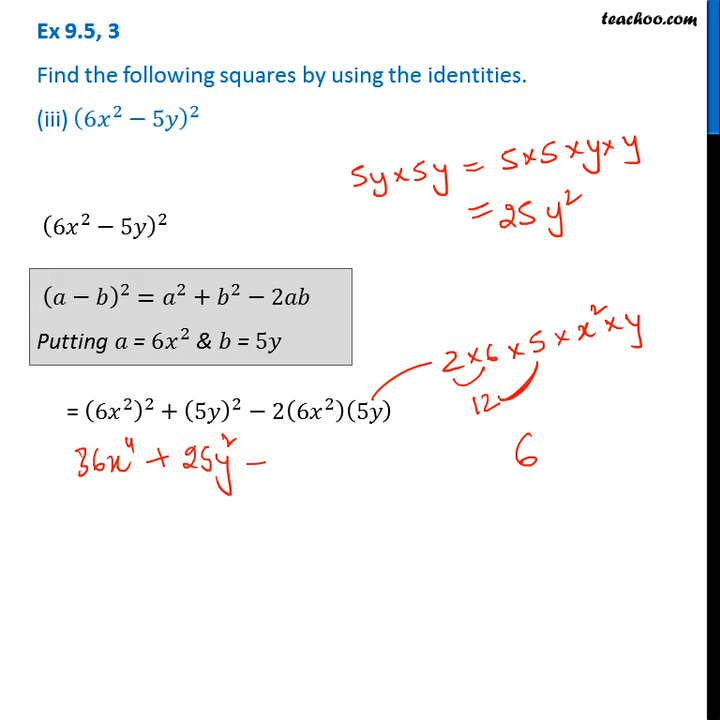 teachoo.com
Ex 9.5, 3
Find the following squares by using the identities.
(iii) (6x² − 5y)²
5y × 5y = 5 × 5 × y × y
= 25 y²
(6x² − 5y)²
(a − b)² = a² + b² − 2ab
Putting a = 6x² & b = 5y
2 × 6 × 5 × x² × y
12
= (6x²)² + (5y)² − 2(6x²)(5y)
36x⁴ + 25y² −
6